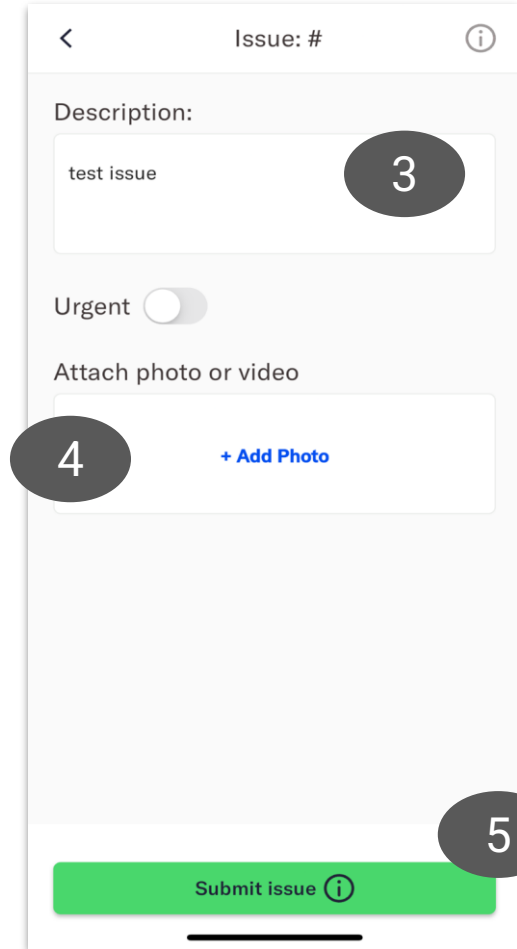 Issue: #
Description:
test issue
3
Urgent
Attach photo or video
4
+ Add Photo
5
Submit issue